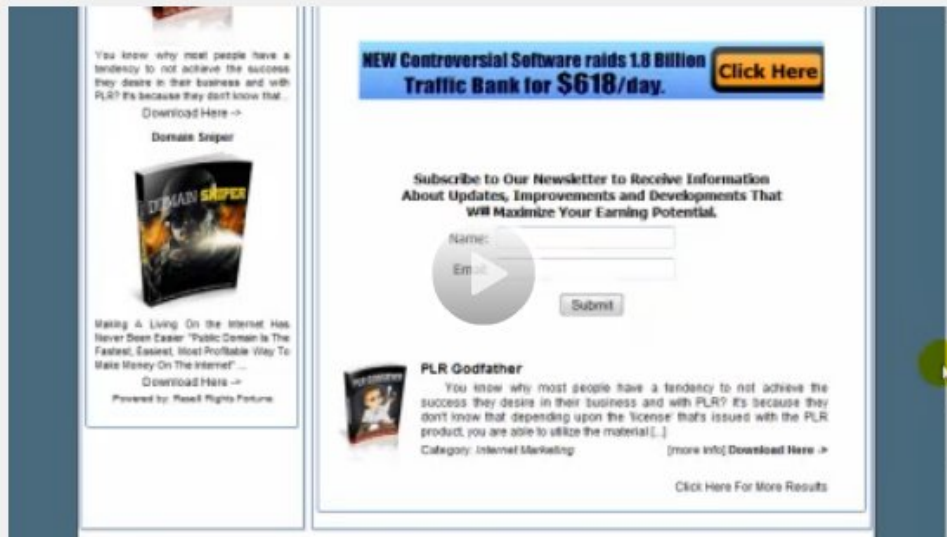 You know why most people have a
tendency to not achieve the success
they desire in their business and with
PLR? It's because they don't know that...
Download Here ->
Domain Sniper
DOMAIN SNIPER
Making A Living On the Internet Has
Never Been Easier "Public Domain Is The
Fastest, Easiest, Most Profitable Way To
Make Money On The Internet" ...
Download Here ->
Powered by: Resell Rights Fortune
NEW Controversial Software raids 1.8 Billion
Traffic Bank for $618/day.
Click Here
Subscribe to Our Newsletter to Receive Information
About Updates, Improvements and Developments That
Will Maximize Your Earning Potential.
Name:
Email:
Submit
PLR GODFATHER
PLR Godfather
You know why most people have a tendency to not achieve the
success they desire in their business and with PLR? It's because they
don't know that depending upon the 'license' that's issued with the PLR
product, you are able to utilize the material [...]
Category: Internet Marketing
[more info] Download Here ->
Click Here For More Results